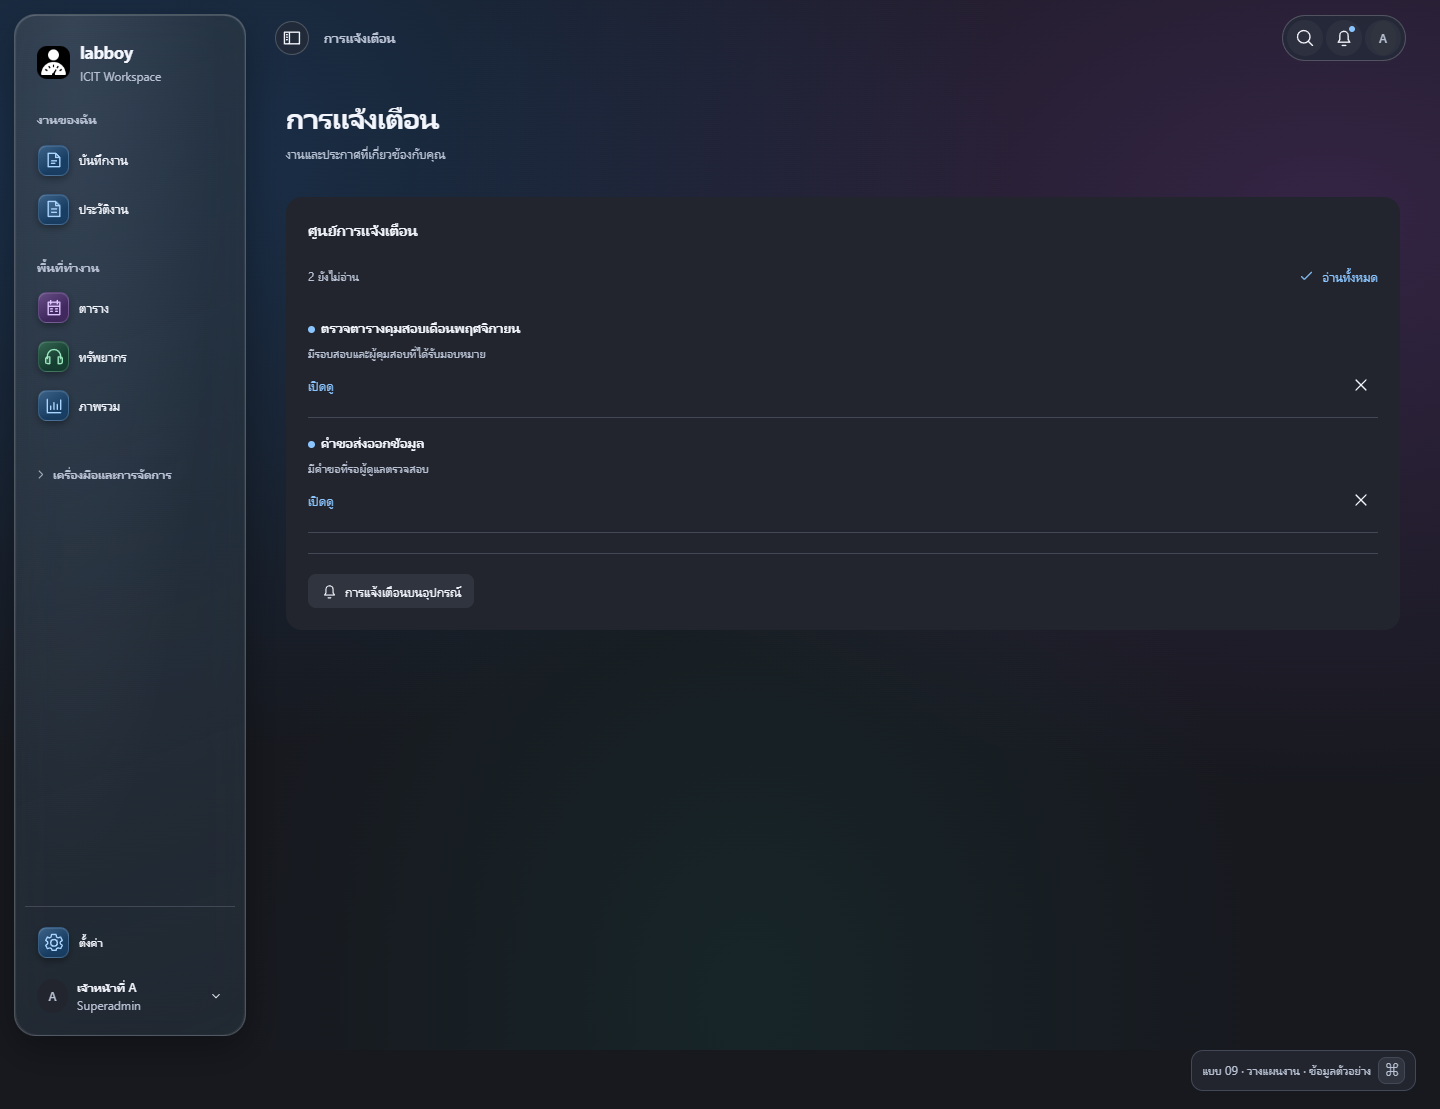 labboy
ICIT Workspace
งานของฉัน
บันทึกงาน
ประวัติงาน
พื้นที่ทำงาน
ตาราง
ทรัพยากร
ภาพรวม
เครื่องมือและการจัดการ
ตั้งค่า
A
เจ้าหน้าที่ A
Superadmin
การแจ้งเตือน
A
การแจ้งเตือน
งานและประกาศที่เกี่ยวข้องกับคุณ
ศูนย์การแจ้งเตือน
2 ยังไม่อ่าน
อ่านทั้งหมด
ตรวจตารางคุมสอบเดือนพฤศจิกายน
มีรอบสอบและผู้คุมสอบที่ได้รับมอบหมาย
เปิดดู
คำขอส่งออกข้อมูล
มีคำขอที่รอผู้ดูแลตรวจสอบ
เปิดดู
การแจ้งเตือนบนอุปกรณ์
แบบ 09 · วางแผนงาน · ข้อมูลตัวอย่าง ⌘